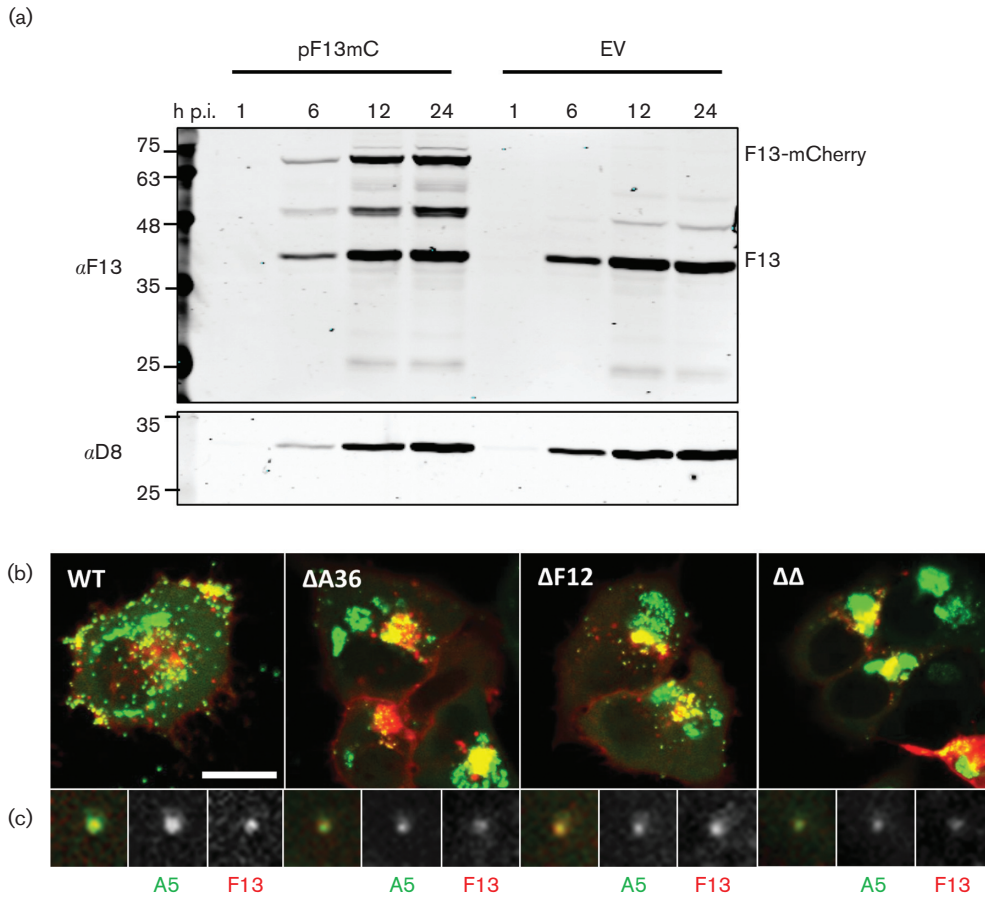 (a)
pF13mC EV
h p.i. 1 6 12 24 1 6 12 24
75
F13-mCherry
63
48
αF13
F13
35
25
35
αD8
25
(b)
WT ΔA36 ΔF12 ΔΔ
(c)
A5 F13 A5 F13 A5 F13 A5 F13